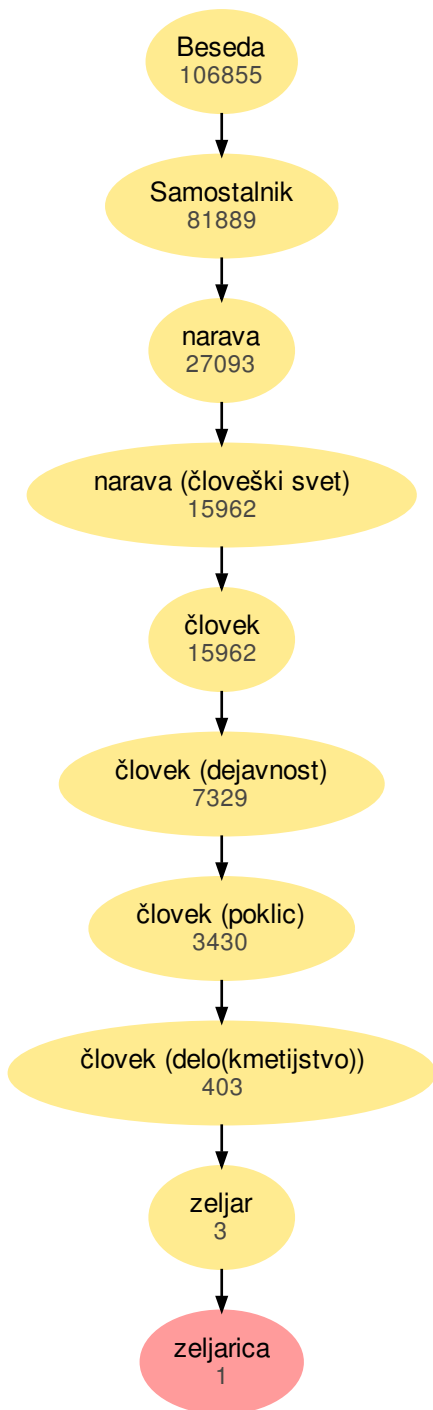 Beseda
106855
Samostalnik
81889
narava
27093
narava (človeški svet)
15962
človek
15962
človek (dejavnost)
7329
človek (poklic)
3430
človek (delo(kmetijstvo))
403
zeljar
3
zeljarica
1